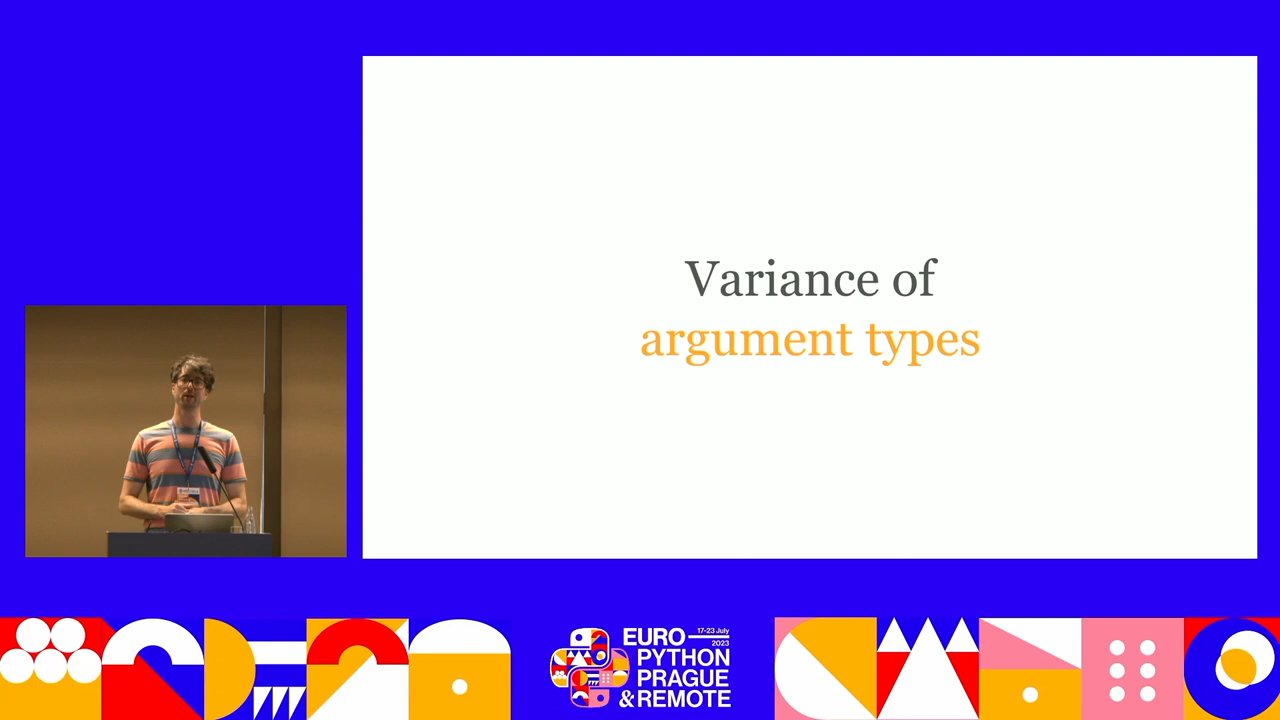 Variance of
argument types
EURO
17-23 July
2023
PYTHON
PRAGUE
& REMOTE